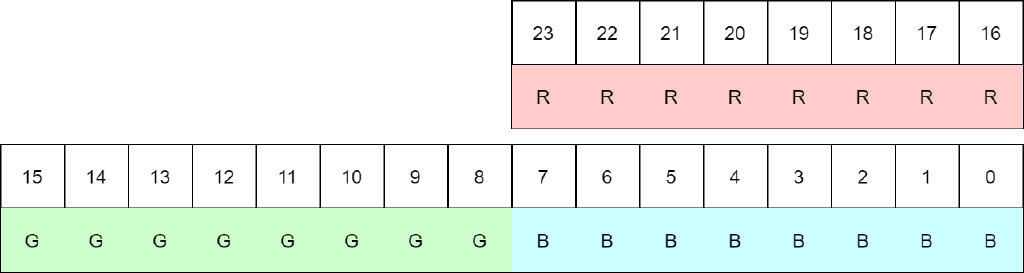 23 22 21 20 19 18 17 16
R R R R R R R R
15 14 13 12 11 10 9 8 7 6 5 4 3 2 1 0
G G G G G G G G B B B B B B B B